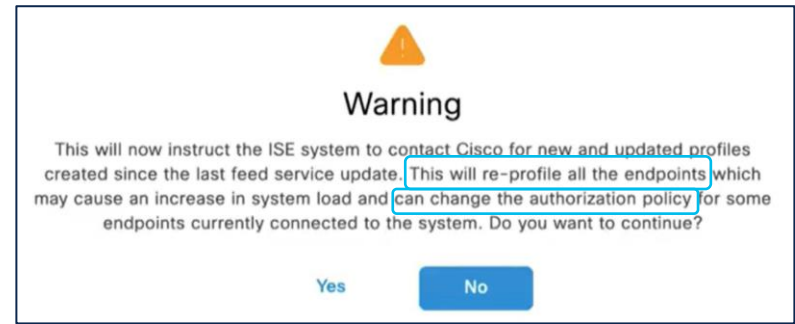 Warning
This will now instruct the ISE system to contact Cisco for new and updated profiles
created since the last feed service update. This will re-profile all the endpoints which
may cause an increase in system load and can change the authorization policy for some
endpoints currently connected to the system. Do you want to continue?
Yes No